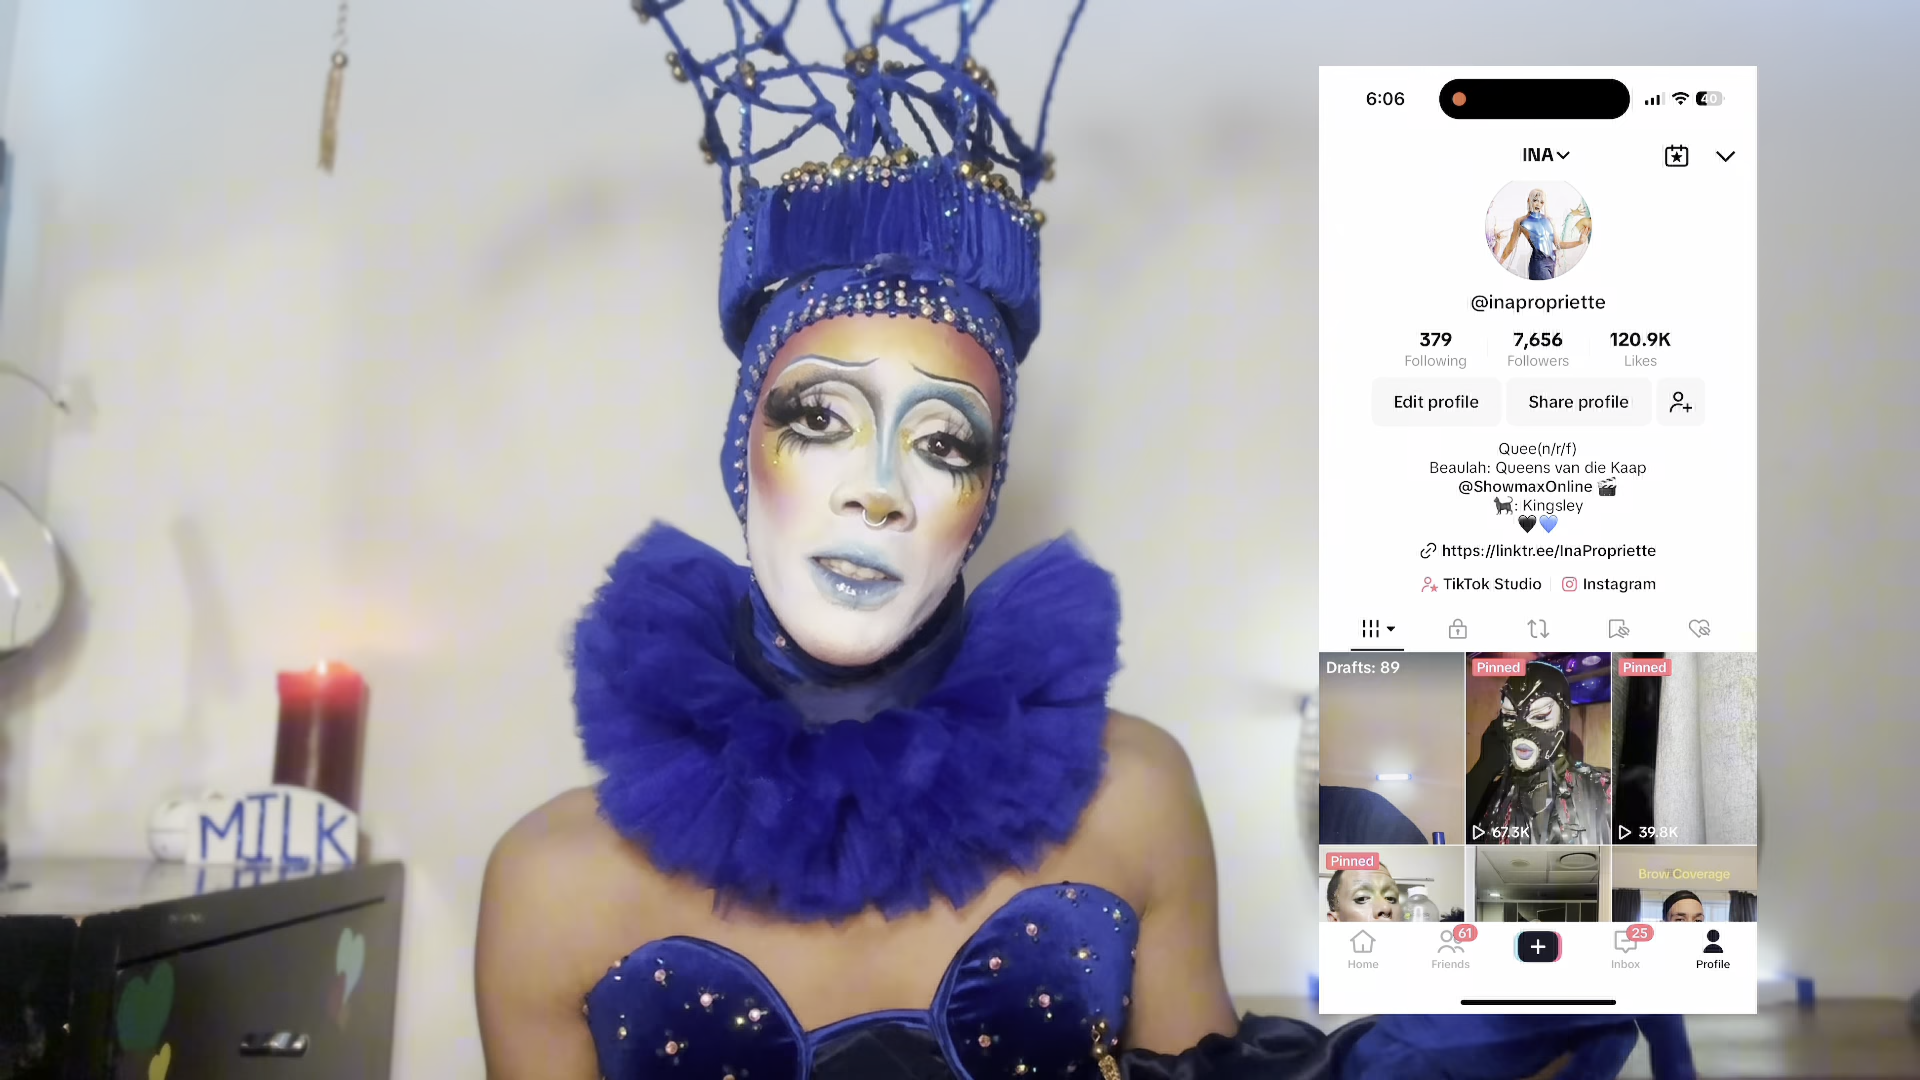 MILK
6:06
40
INA
@inapropriette
379 7,656 120.9K
Following Followers Likes
Edit profile Share profile
Quee(n/r/f)
Beaulah: Queens van die Kaap
@ShowmaxOnline 🎬
🐈‍⬛: Kingsley
🖤💙
https://linktr.ee/InaPropriette
TikTok Studio Instagram
Drafts: 89 Pinned Pinned
67.3K 39.8K
Pinned
Brow Coverage
61 25
Home Friends Inbox Profile